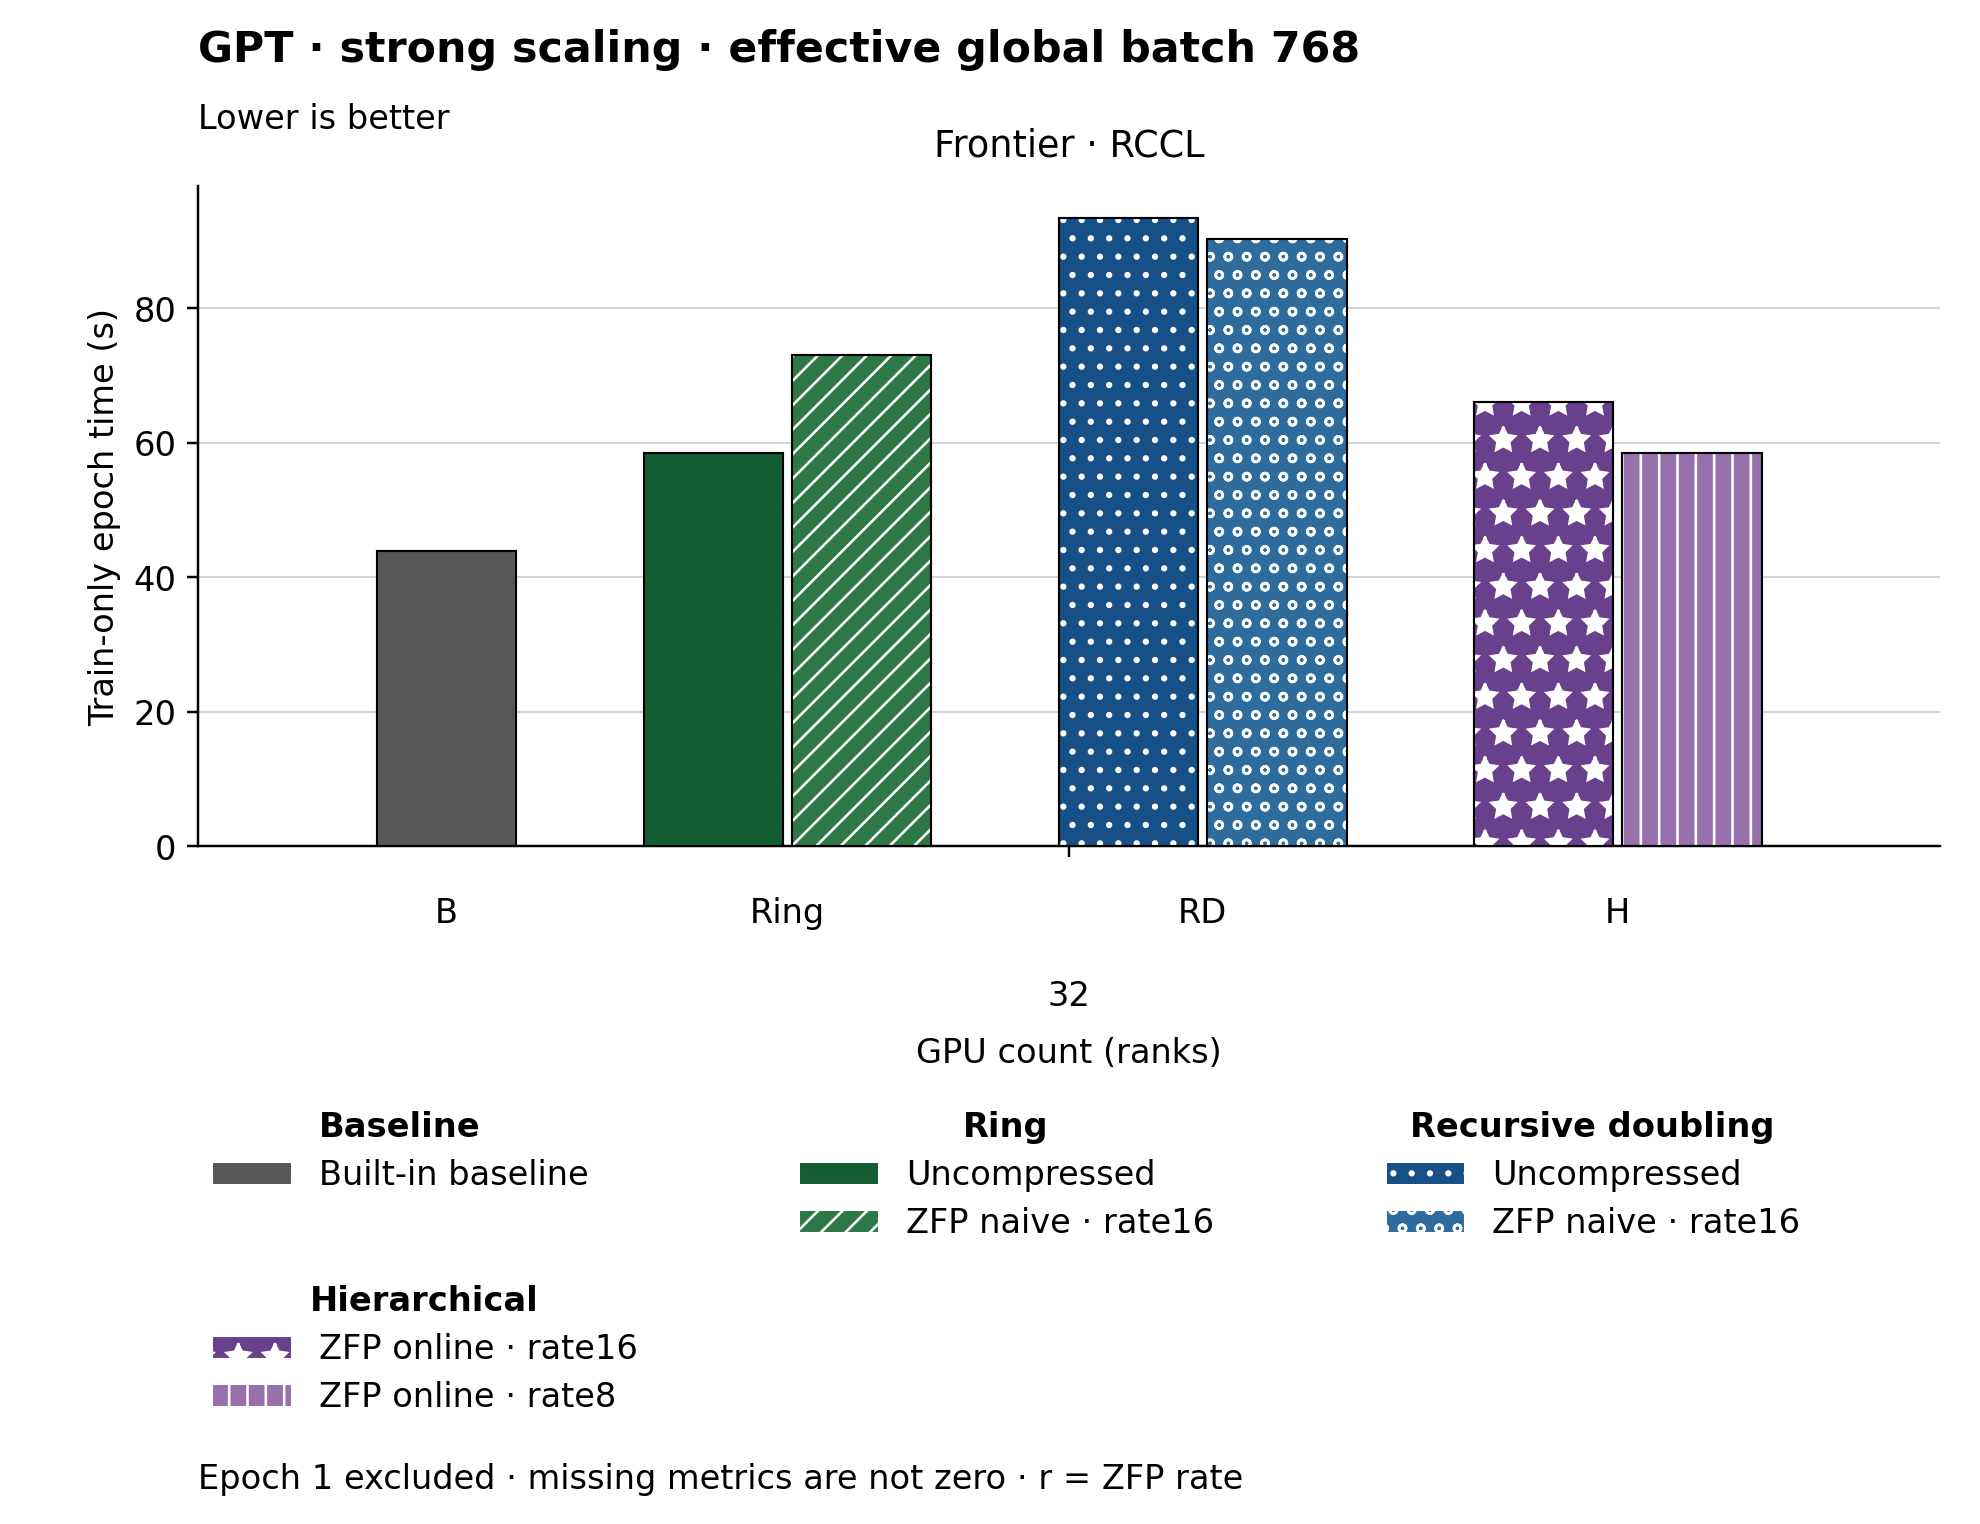 GPT · strong scaling · effective global batch 768
Lower is better
Frontier · RCCL
Train-only epoch time (s)
80
60
40
20
0
B Ring RD H
32
GPU count (ranks)
Baseline
Built-in baseline
Ring
Uncompressed
ZFP naive · rate16
Recursive doubling
Uncompressed
ZFP naive · rate16
Hierarchical
ZFP online · rate16
ZFP online · rate8
Epoch 1 excluded · missing metrics are not zero · r = ZFP rate